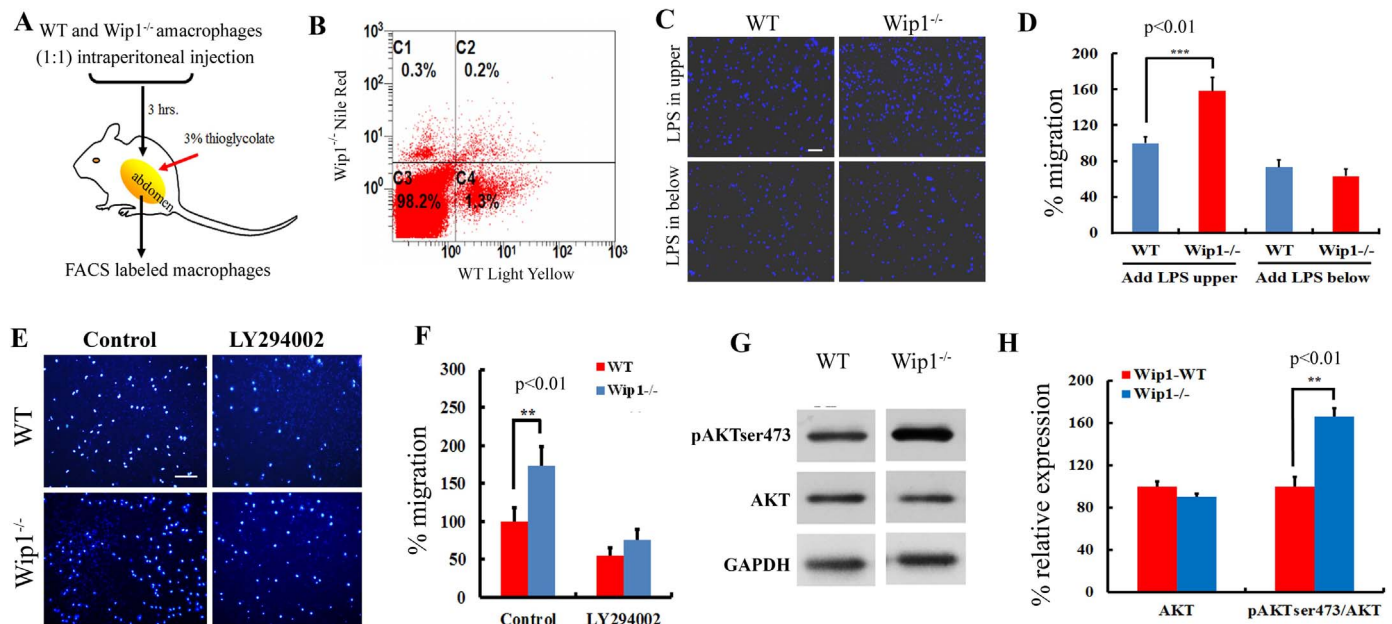 A
WT and Wip1-/- amacrophages
(1:1) intraperitoneal injection
3 hrs.
3% thioglycolate
abdomen
FACS labeled macrophages
B
Wip1-/- Nile Red
10³
10²
10¹
10⁰
C1
0.3%
C2
0.2%
C3
98.2%
C4
1.3%
10⁰ 10¹ 10² 10³
WT Light Yellow
C
WT Wip1-/-
LPS in upper
LPS in below
D
p<0.01
***
% migration
200
160
120
80
40
0
WT Wip1-/- WT Wip1-/-
Add LPS upper Add LPS below
E
Control LY294002
WT
Wip1-/-
F
WT
Wip1-/-
p<0.01
**
% migration
300
250
200
150
100
50
0
Control LY294002
G
WT Wip1-/-
pAKTser473
AKT
GAPDH
H
p<0.01
Wip1-WT
Wip1-/-
**
% relative expression
200
160
120
80
40
0
AKT pAKTser473/AKT